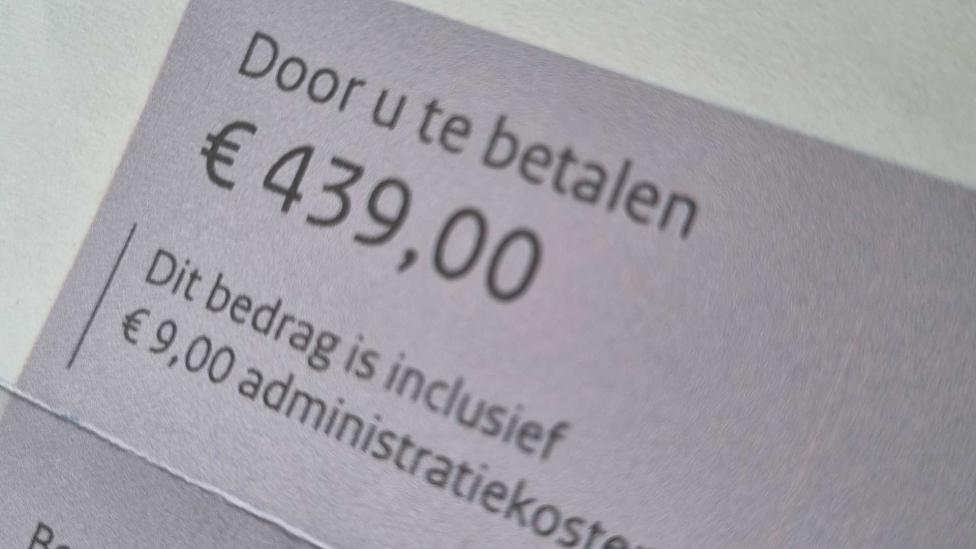 Door u te betalen
€ 439,00
Dit bedrag is inclusief
€ 9,00 administratiekosten